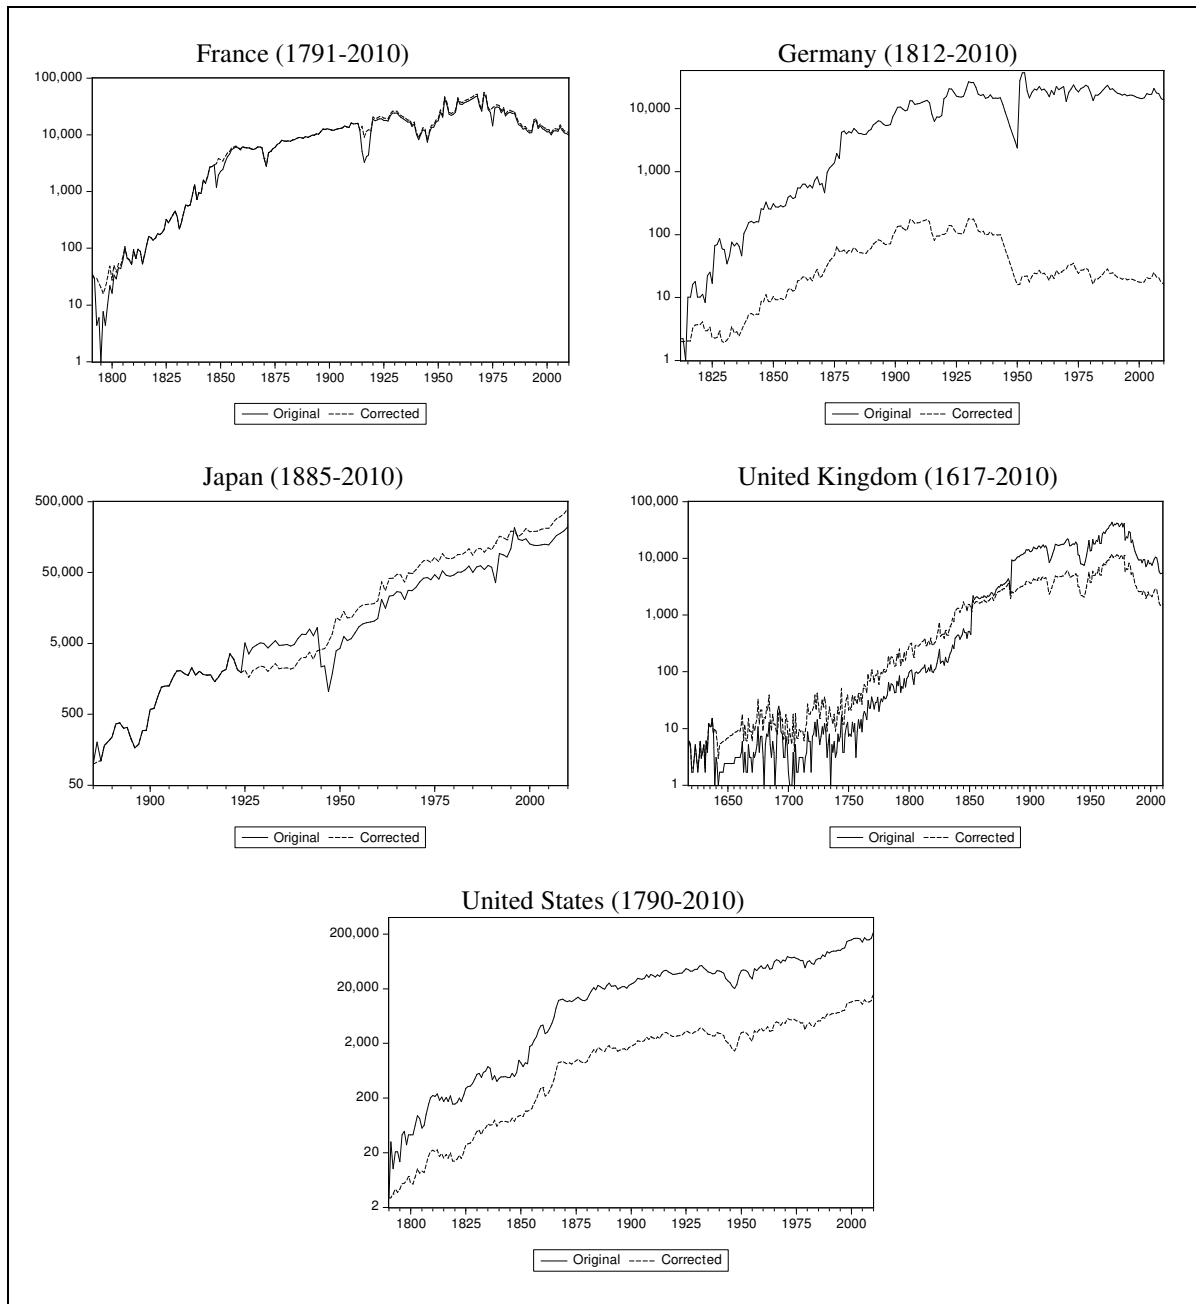 France (1791-2010)
100,000
10,000
1,000
100
10
1
1800 1825 1850 1875 1900 1925 1950 1975 2000
Original Corrected
Germany (1812-2010)
10,000
1,000
100
10
1
1825 1850 1875 1900 1925 1950 1975 2000
Original Corrected
Japan (1885-2010)
500,000
50,000
5,000
500
50
1900 1925 1950 1975 2000
Original Corrected
United Kingdom (1617-2010)
100,000
10,000
1,000
100
10
1
1650 1700 1750 1800 1850 1900 1950 2000
Original Corrected
United States (1790-2010)
200,000
20,000
2,000
200
20
2
1800 1825 1850 1875 1900 1925 1950 1975 2000
Original Corrected